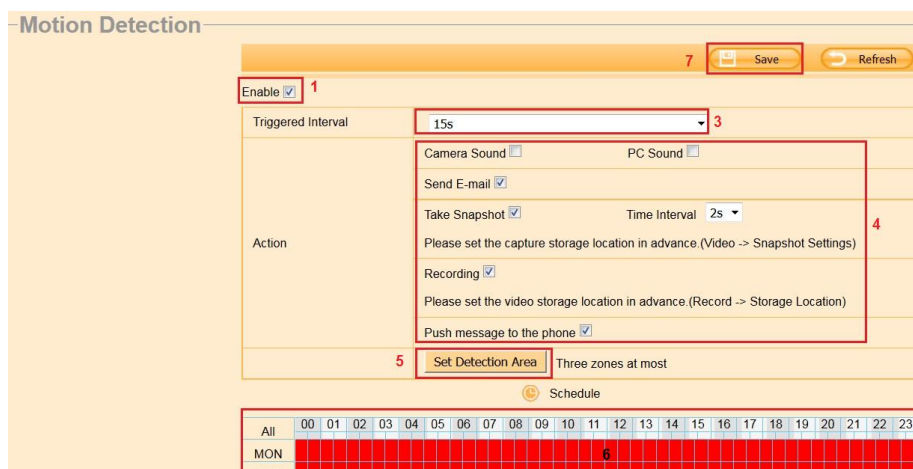 Motion Detection
7 Save Refresh
Enable 1
Triggered Interval 15s 3
Camera Sound PC Sound
Send E-mail
Take Snapshot Time Interval 2s
4
Action Please set the capture storage location in advance.(Video -> Snapshot Settings)
Recording
Please set the video storage location in advance.(Record -> Storage Location)
Push message to the phone
5 Set Detection Area Three zones at most
Schedule
All 00 01 02 03 04 05 06 07 08 09 10 11 12 13 14 15 16 17 18 19 20 21 22 23
MON 6